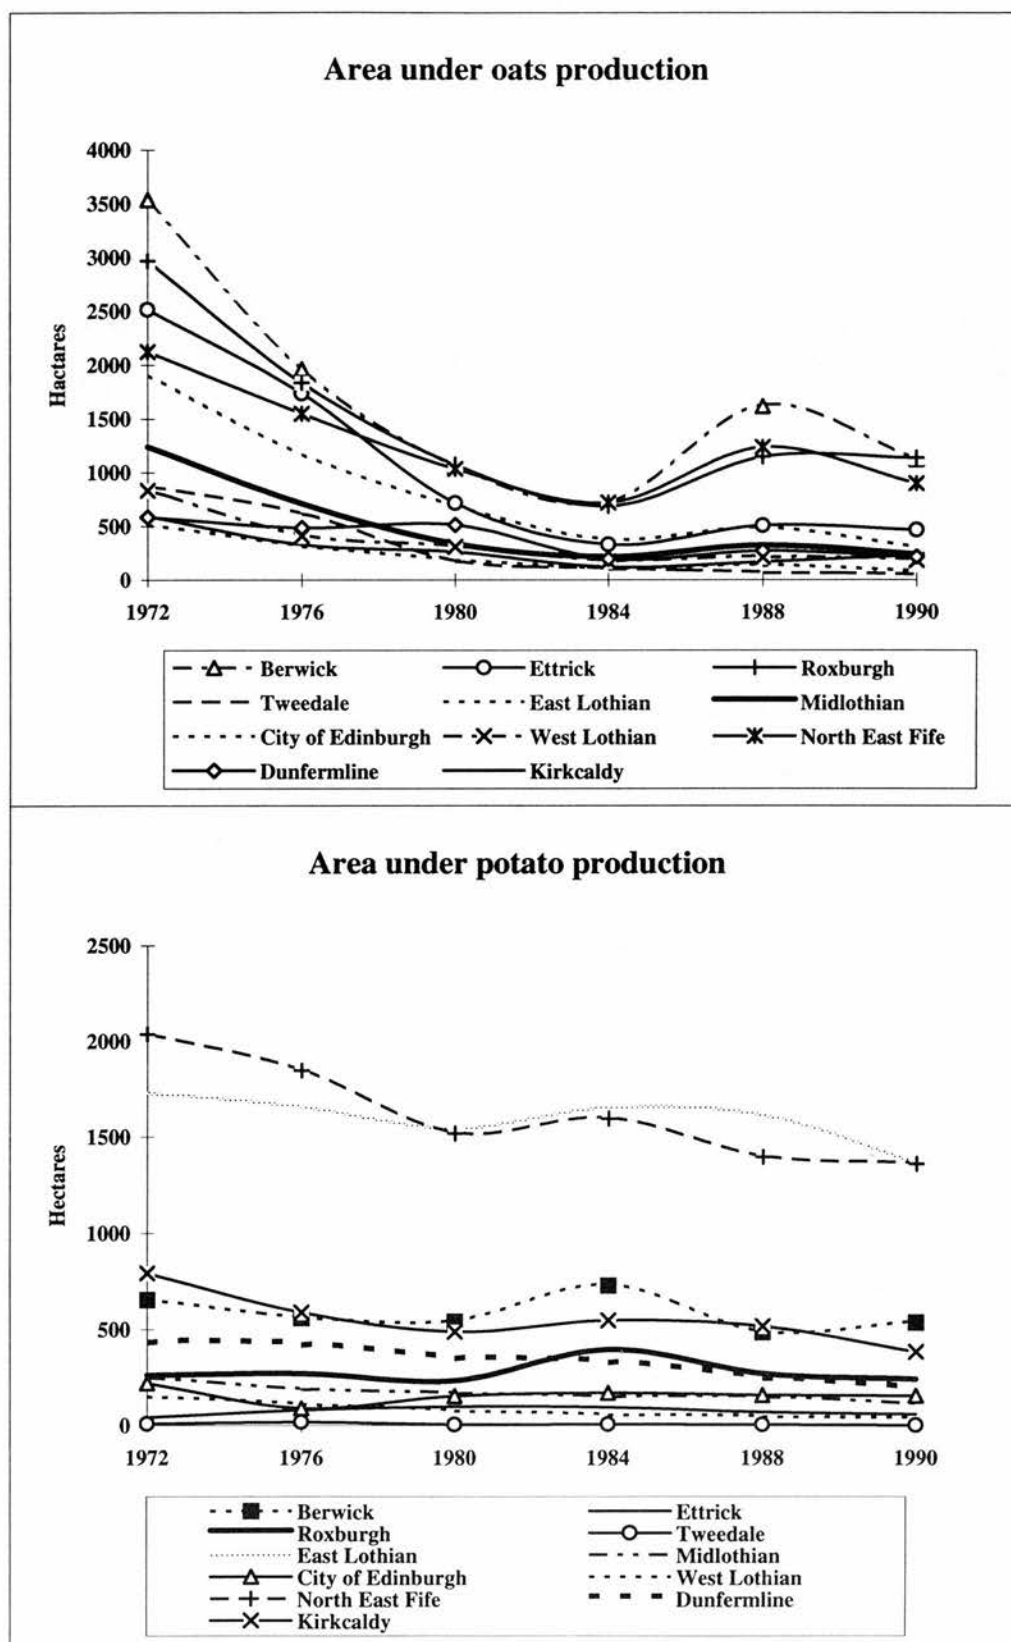 Area under oats production
4000
3500
3000
2500
2000
1500
1000
500
0
Hactares
1972 1976 1980 1984 1988 1990
Berwick Ettrick Roxburgh
Tweedale East Lothian Midlothian
City of Edinburgh West Lothian North East Fife
Dunfermline Kirkcaldy
Area under potato production
2500
2000
1500
1000
500
0
Hectares
1972 1976 1980 1984 1988 1990
Berwick Ettrick
Roxburgh Tweedale
East Lothian Midlothian
City of Edinburgh West Lothian
North East Fife Dunfermline
Kirkcaldy